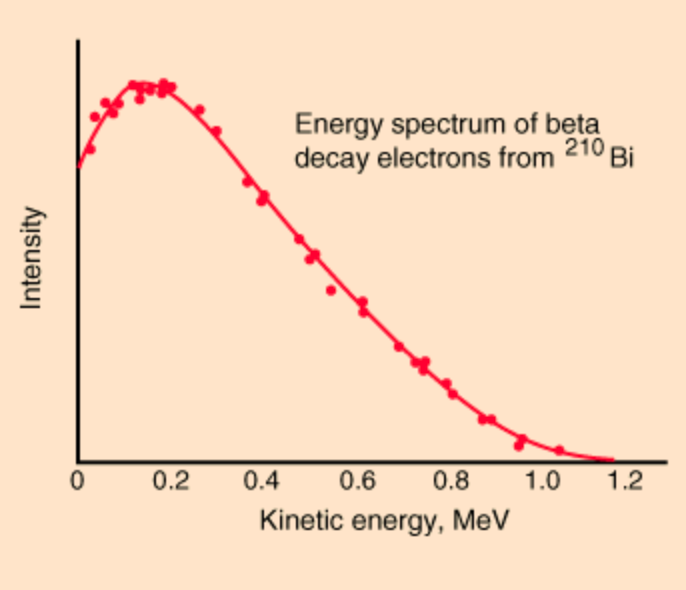 Energy spectrum of beta
decay electrons from ²¹⁰Bi
Intensity
0 0.2 0.4 0.6 0.8 1.0 1.2
Kinetic energy, MeV